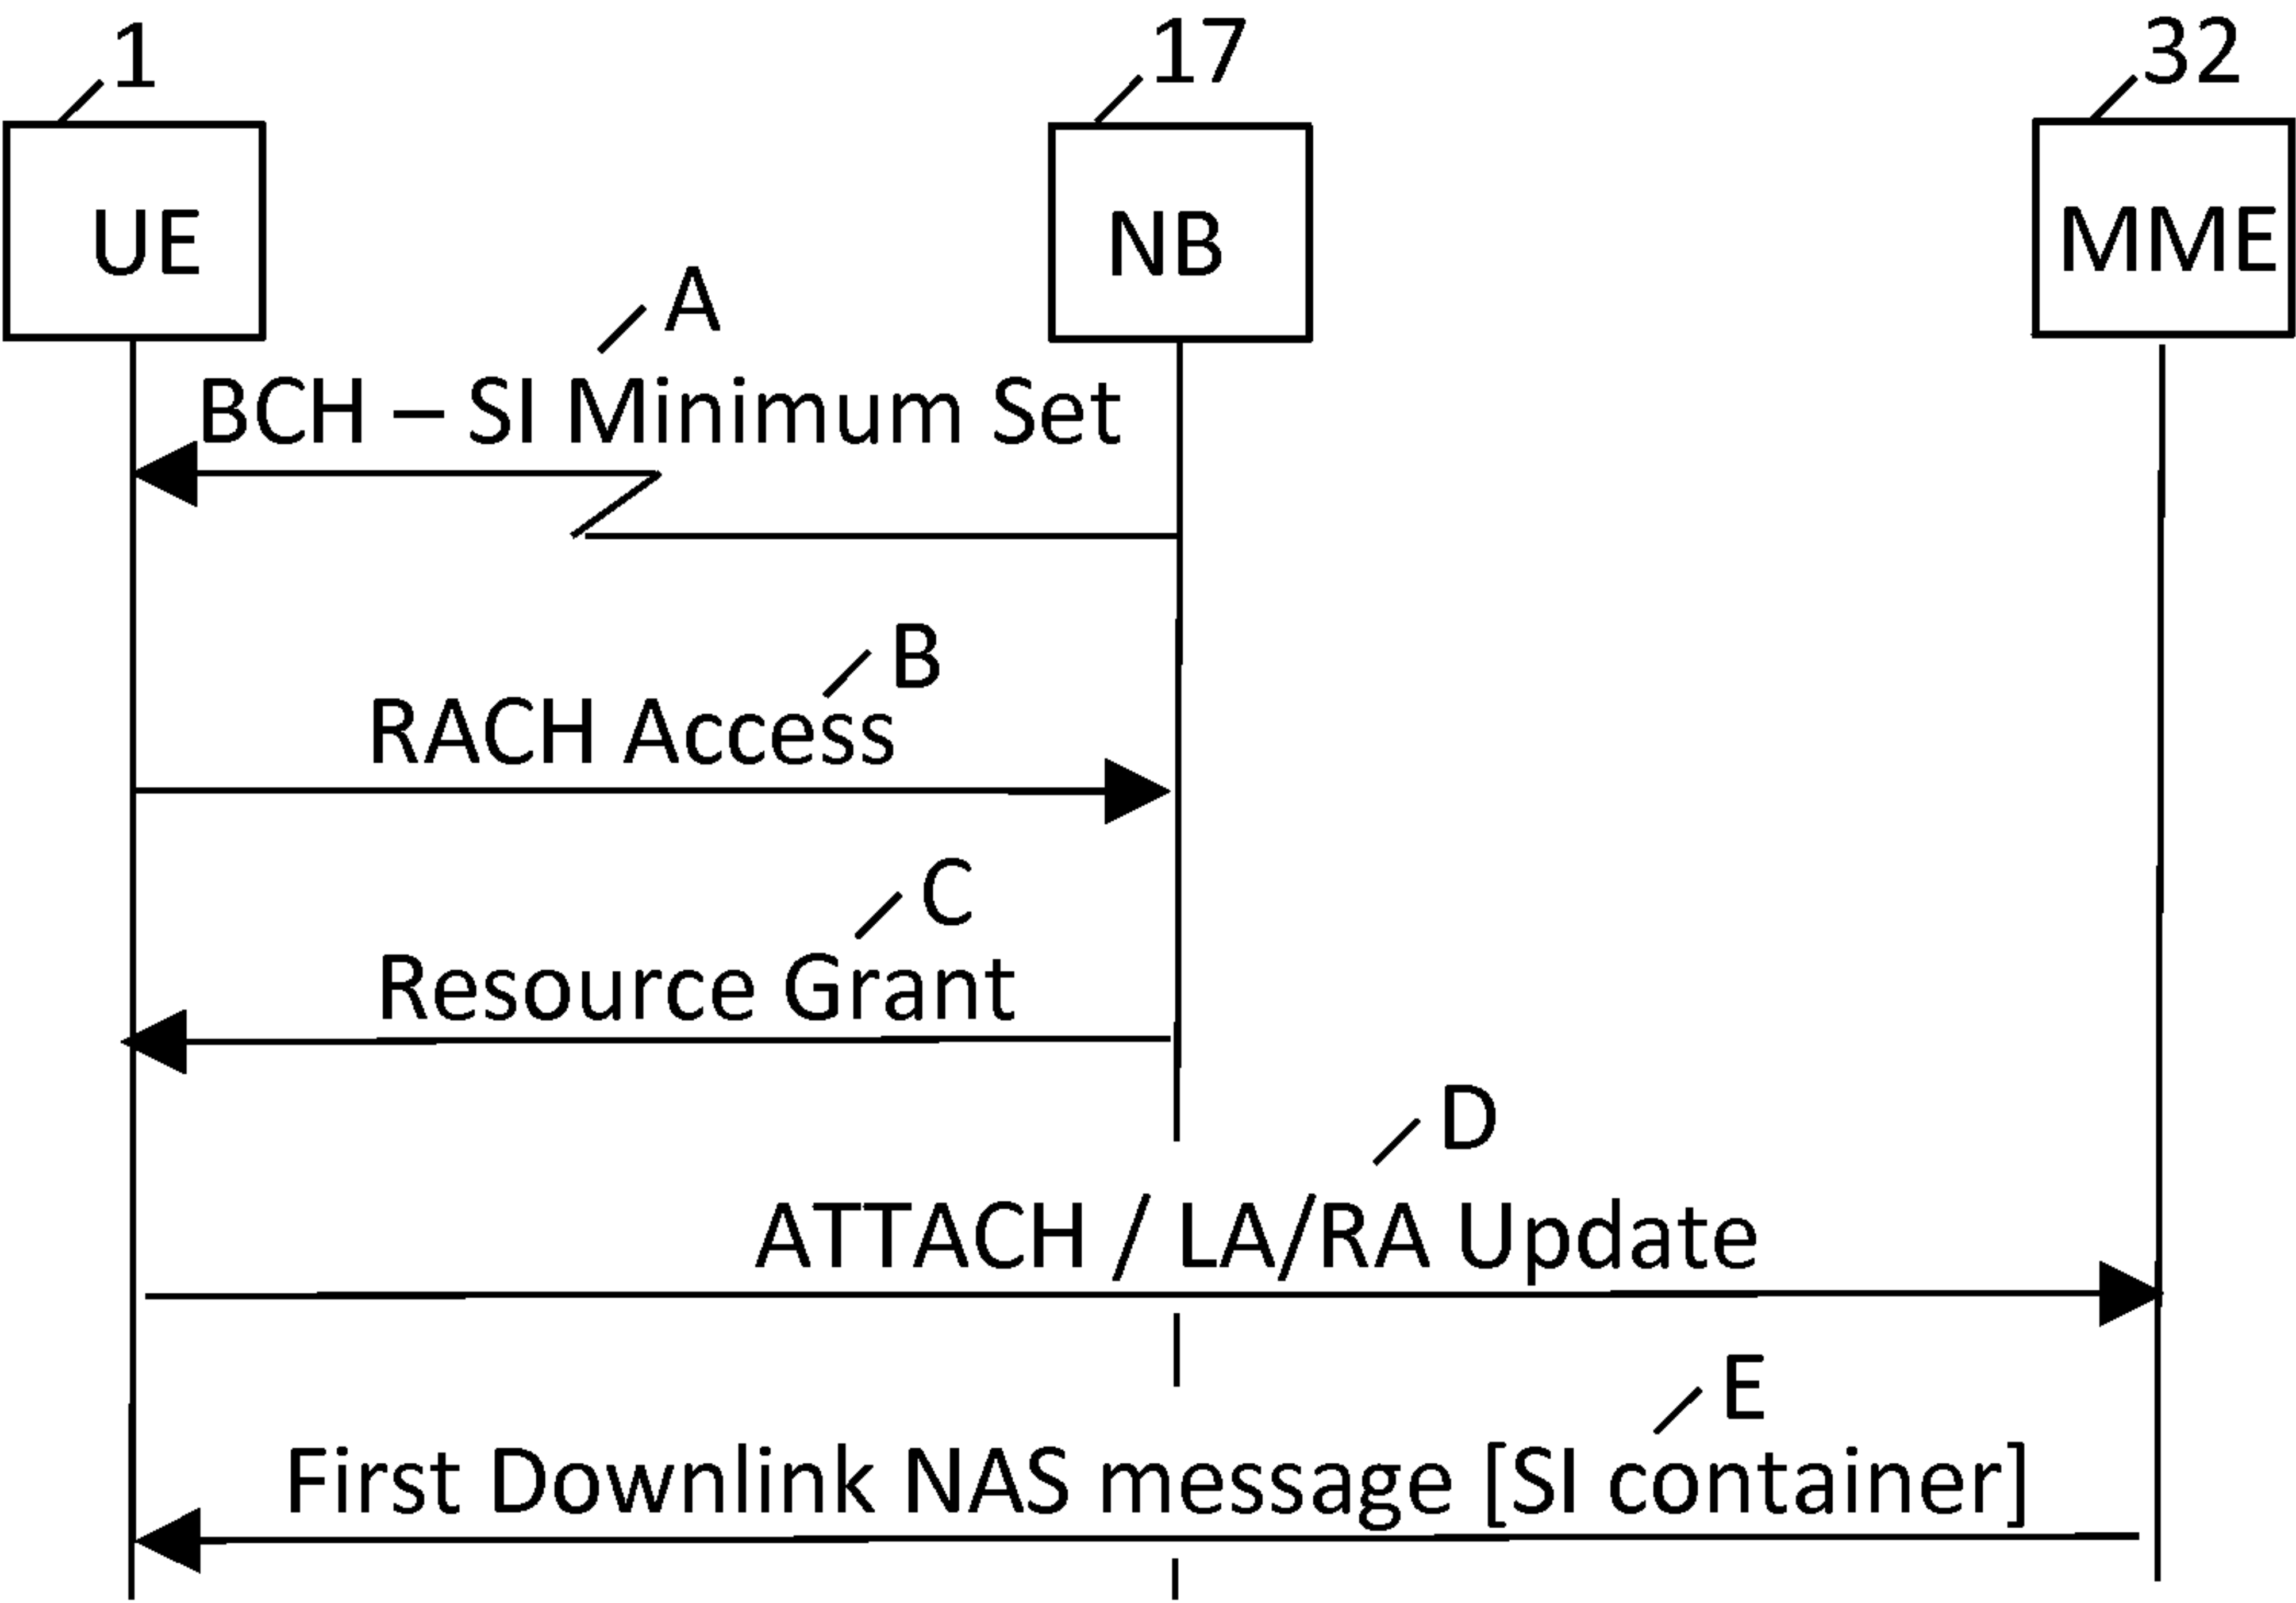 1
17
32
UE
NB
MME
A
BCH – SI Minimum Set
B
RACH Access
C
Resource Grant
D
ATTACH / LA/RA Update
E
First Downlink NAS message [SI container]